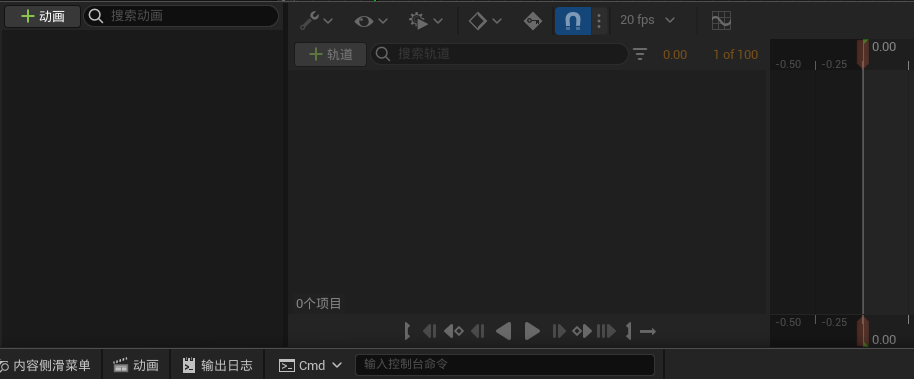 动画
搜索动画
20 fps
轨道
搜索轨道
0.00
1 of 100
0.00
-0.50
-0.25
0个项目
-0.50
-0.25
0.00
内容侧滑菜单
动画
输出日志
Cmd
输入控制台命令